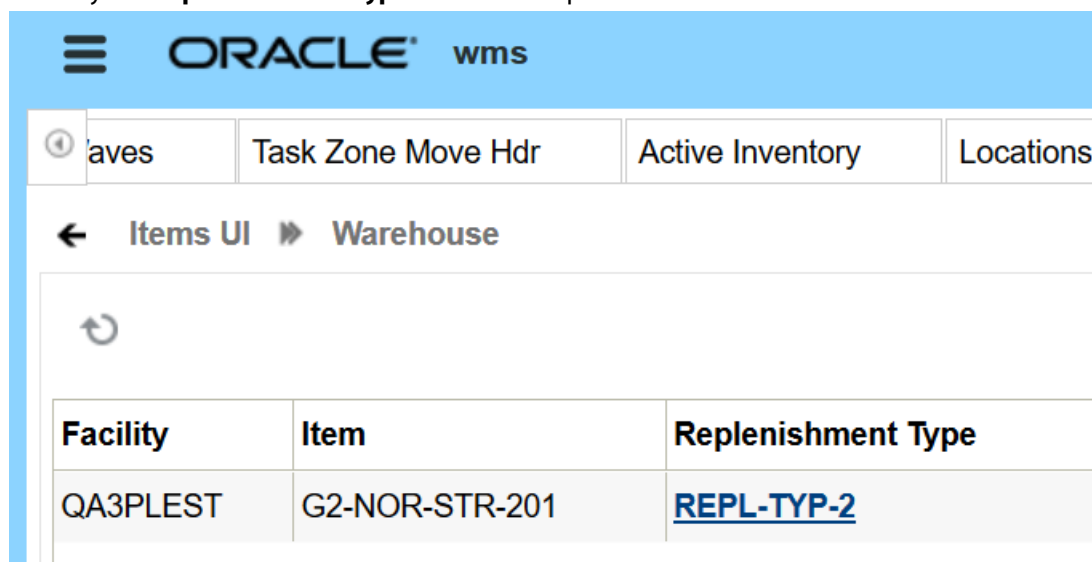 ORACLE wms
aves Task Zone Move Hdr Active Inventory Locations
Items UI Warehouse
Facility Item Replenishment Type
QA3PLEST G2-NOR-STR-201 REPL-TYP-2